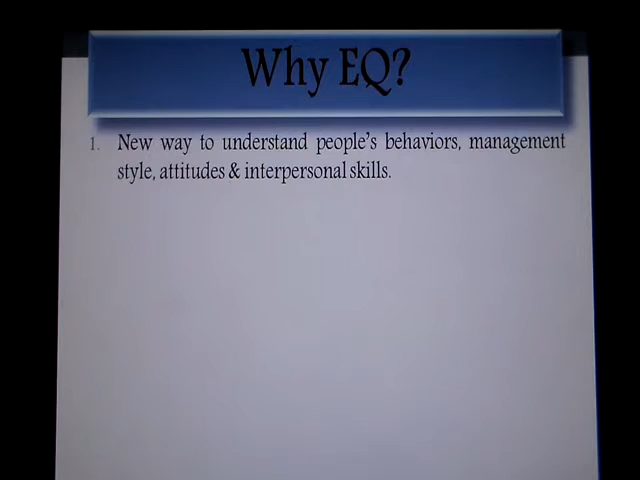 Why EQ?
1. New way to understand people's behaviors, management
style, attitudes & interpersonal skills.